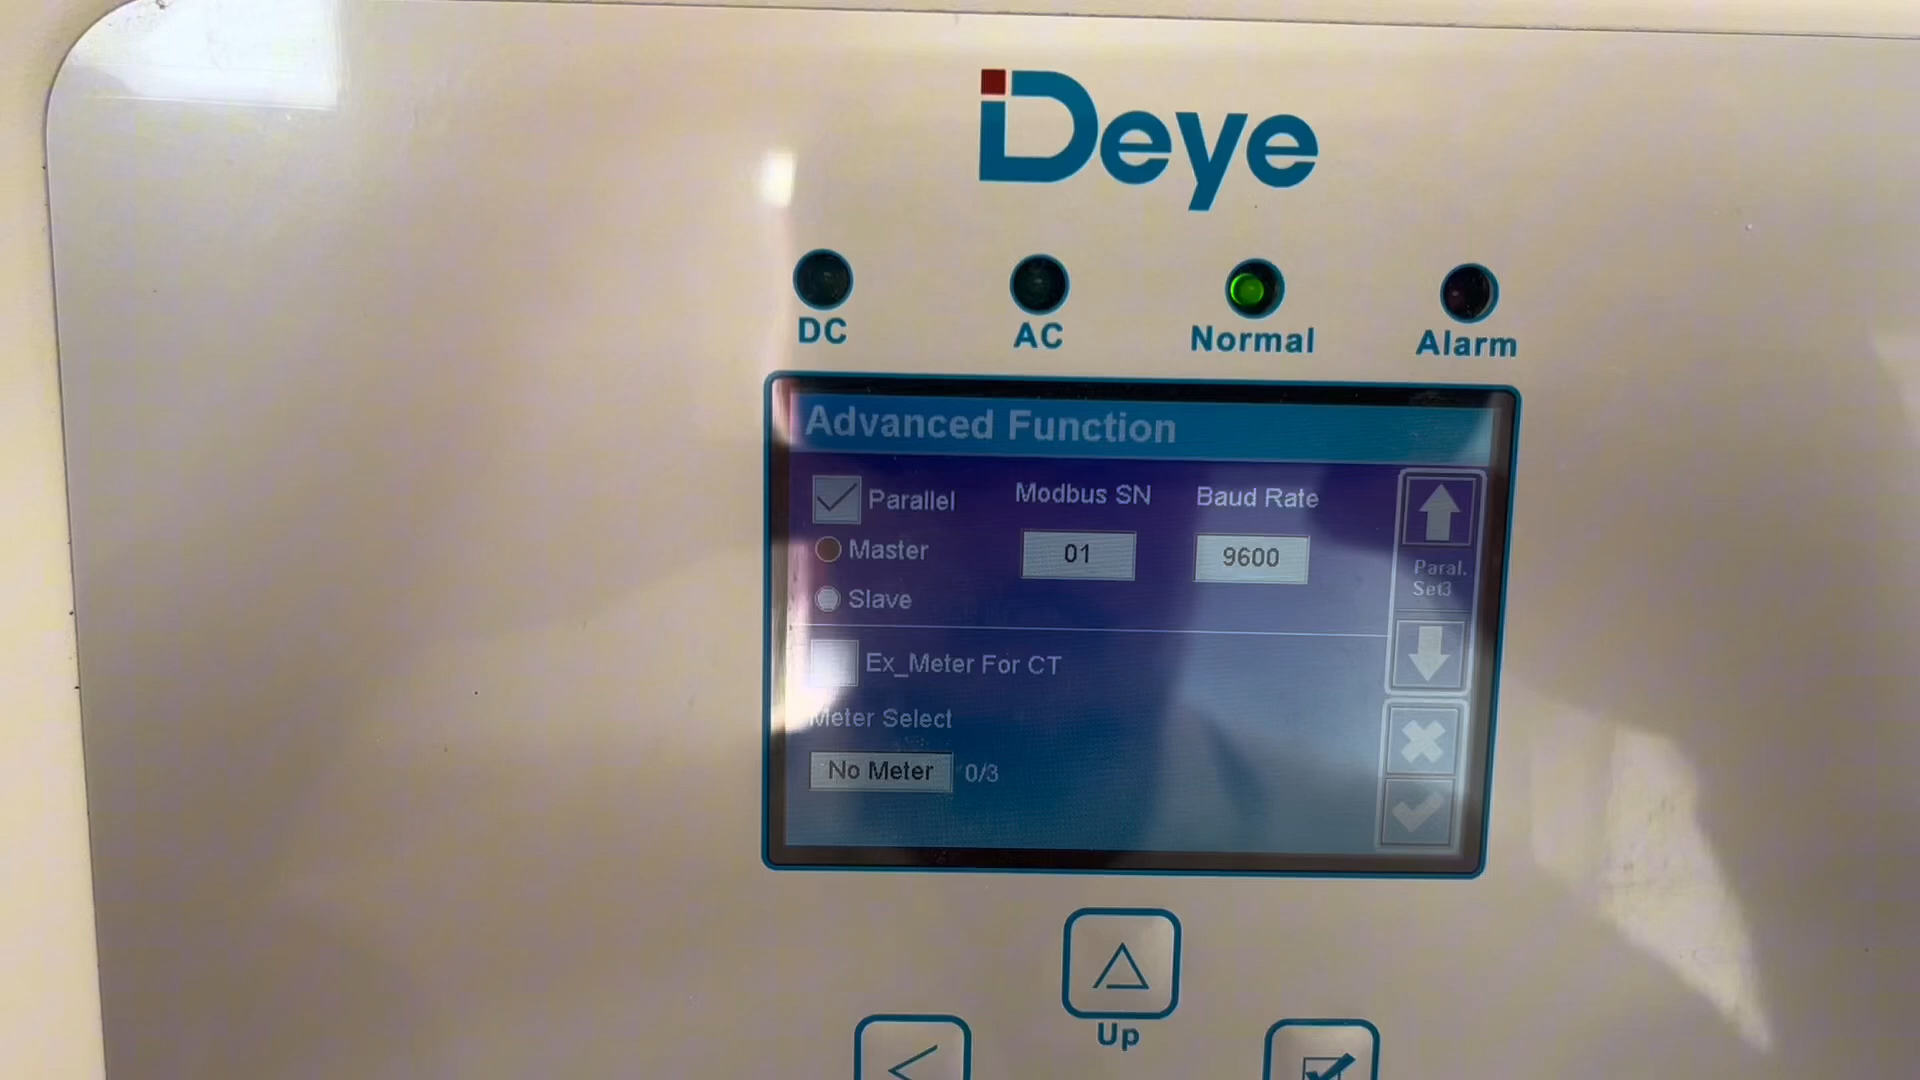 Deye
DC
AC
Normal
Alarm
Advanced Function
Parallel
Modbus SN
Baud Rate
Master
01
9600
Paral.
Set3
Slave
Ex_Meter For CT
Meter Select
No Meter
0/3
Up